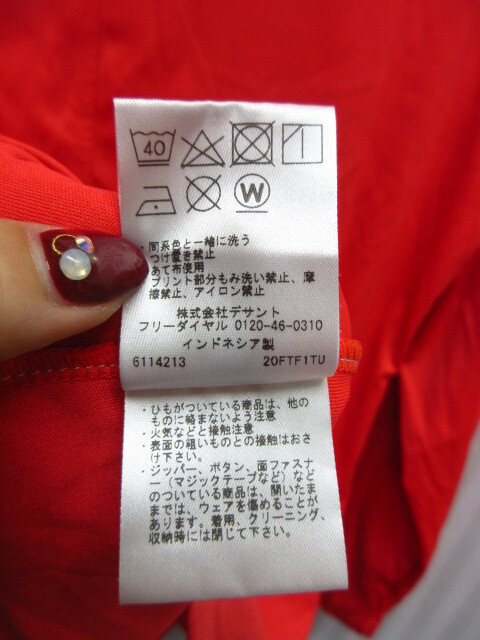 40
W
・同系色と一緒に洗う
つけ置き禁止
あて布使用
プリント部分もみ洗い禁止、摩
擦禁止、アイロン禁止
株式会社デサント
フリーダイヤル 0120-46-0310
インドネシア製
6114213 20FTF1TU
・ひもがついている商品は、他の
ものに絡まないよう注意
・火気などと接触注意
・表面の粗いものとの接触はおさ
け下さい。
・ジッパー、ボタン、面ファスナ
ー（マジックテープなど）など
のついている商品は、開いたま
までは、ウェアを傷めることが
あります。着用、クリーニング、
収納時には閉じて下さい。